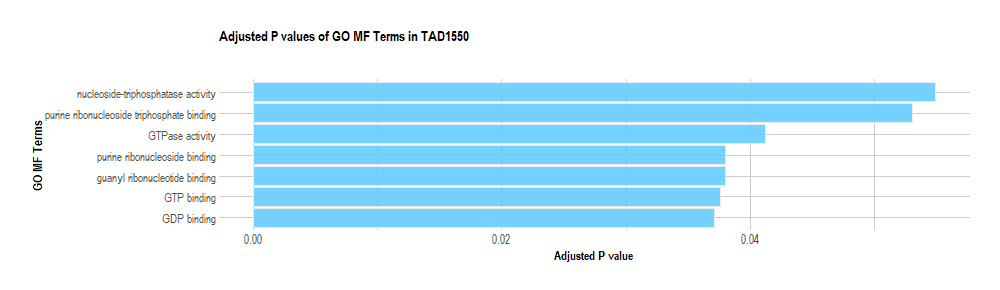 Adjusted P values of GO MF Terms in TAD1550
GO MF Terms
nucleoside-triphosphatase activity
purine ribonucleoside triphosphate binding
GTPase activity
purine ribonucleoside binding
guanyl ribonucleotide binding
GTP binding
GDP binding
0.00 0.02 0.04
Adjusted P value